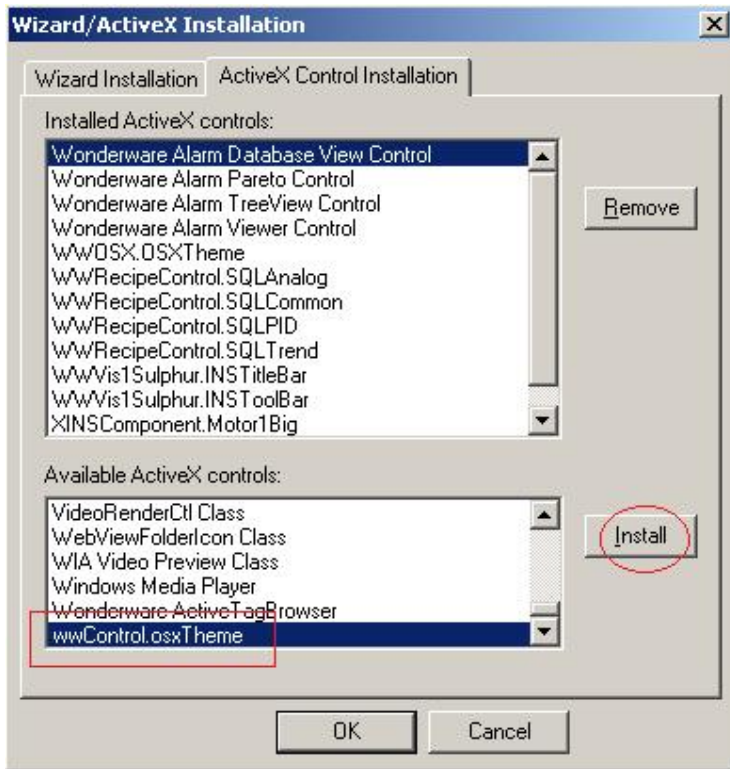 Wizard/ActiveX Installation
Wizard Installation
ActiveX Control Installation
Installed ActiveX controls:
Wonderware Alarm Database View Control
Wonderware Alarm Pareto Control
Wonderware Alarm TreeView Control
Wonderware Alarm Viewer Control
WWOSX.OSXTheme
WWRecipeControl.SQLAnalog
WWRecipeControl.SQLCommon
WWRecipeControl.SQLPID
WWRecipeControl.SQLTrend
WWVis1Sulphur.INSTitleBar
WWVis1Sulphur.INSToolBar
XINSComponent.Motor1Big
Remove
Available ActiveX controls:
VideoRenderCtl Class
WebViewFolderIcon Class
WIA Video Preview Class
Windows Media Player
Wonderware ActiveTagBrowser
wwControl.osxTheme
Install
OK
Cancel